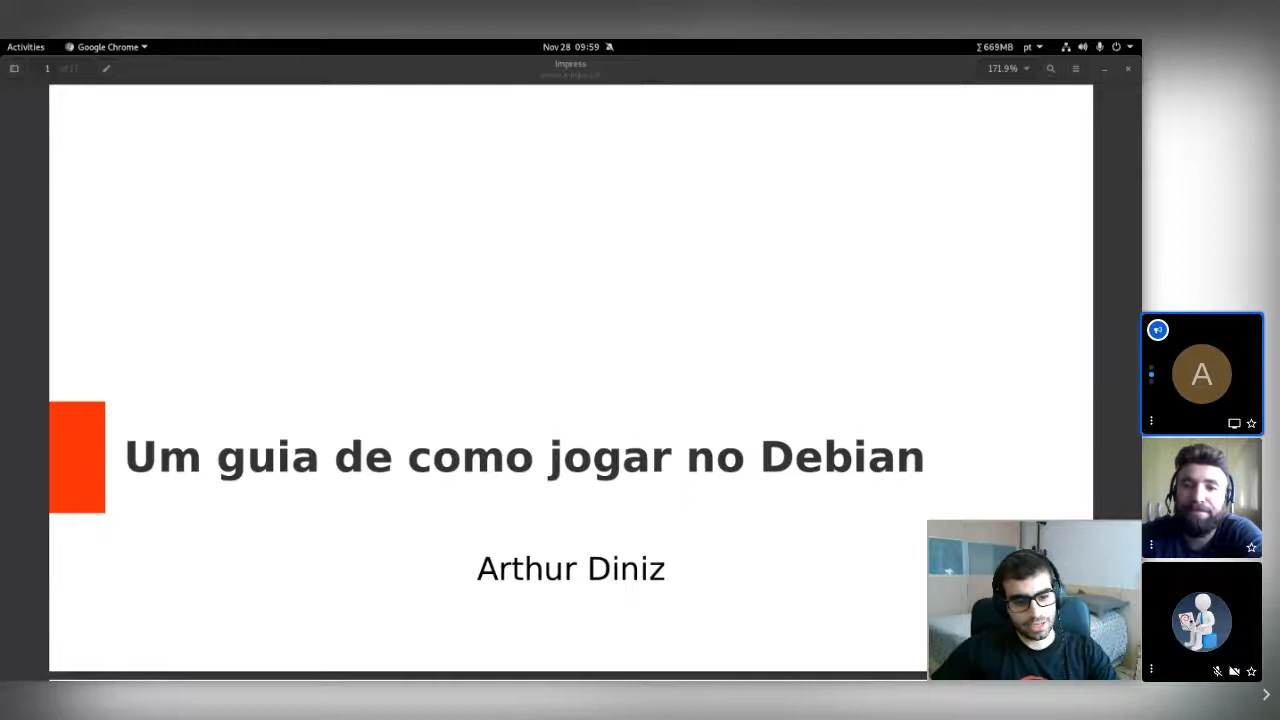 Activities
Google Chrome
Nov 28 09:59
Σ669MB
pt
1
Impress
171.9%
Um guia de como jogar no Debian
Arthur Diniz
A